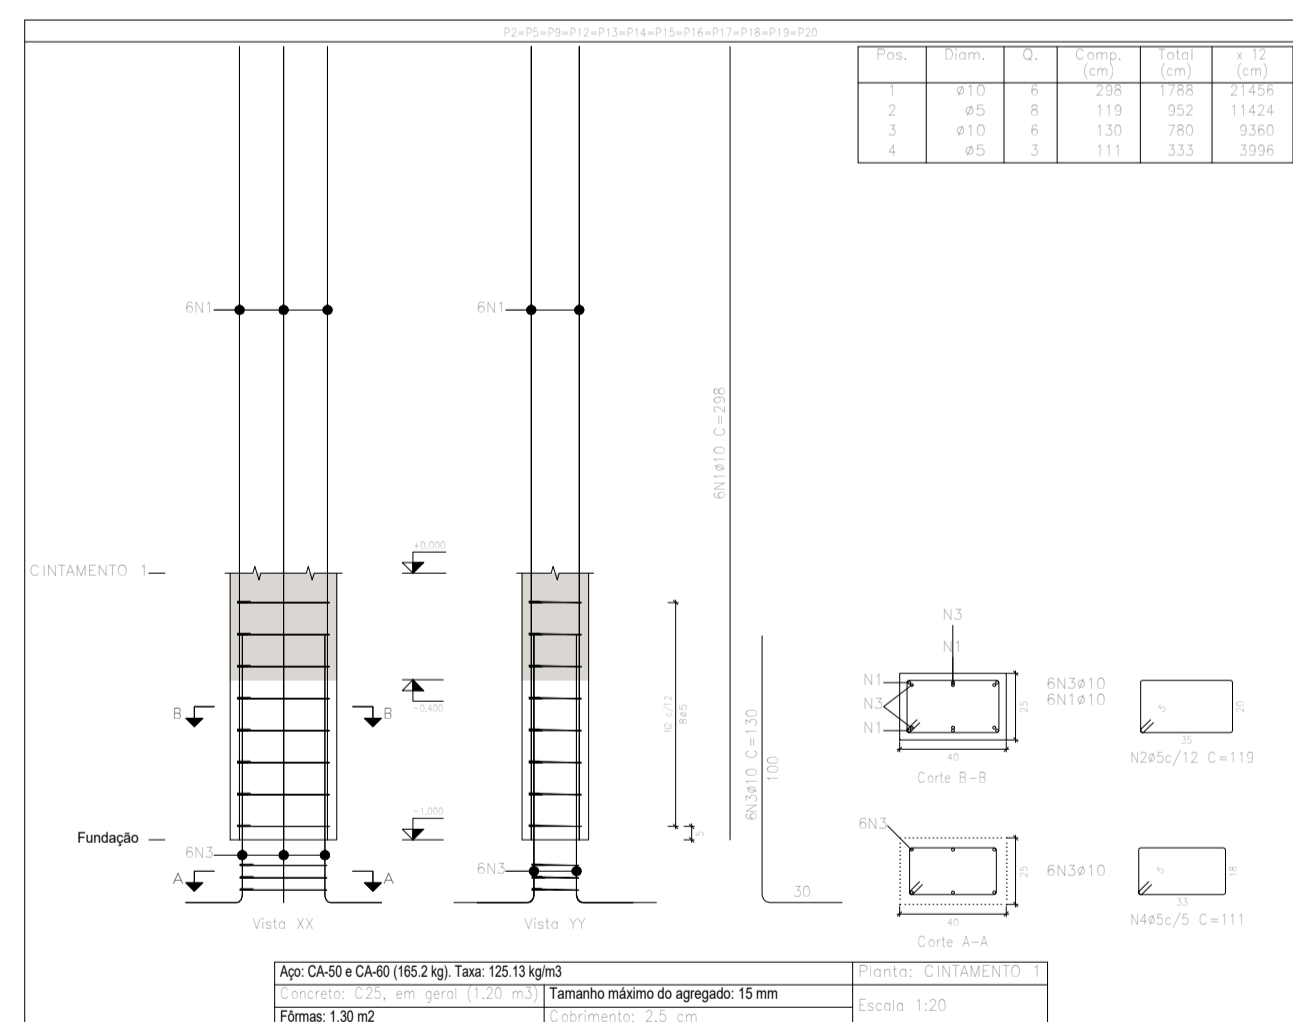 P2=P5=P9=P12=P13=P14=P15=P16=P17=P18=P19=P20
Pos. Diam. Q. Comp. (cm) Total (cm) x 12 (cm)
1 ø10 6 298 1788 21456
2 ø5 8 119 952 11424
3 ø10 6 130 780 9360
4 ø5 3 111 333 3996
6N1
6N1
6N1ø10 C=298
CINTAMENTO 1
+0.000
-0.400
-1.000
B B
N2 c/12
8ø5
5
6N3ø10 C=130
100
30
Fundação
6N3
6N3
A A
Vista XX
Vista YY
N3
N1
N1
N3
N1
25
40
6N3ø10
6N1ø10
Corte B-B
5
20
35
N2ø5c/12 C=119
6N3
25
40
6N3ø10
Corte A-A
5
18
33
N4ø5c/5 C=111
Aço: CA-50 e CA-60 (165.2 kg). Taxa: 125.13 kg/m3
Planta: CINTAMENTO 1
Concreto: C25, em geral (1.20 m3) Tamanho máximo do agregado: 15 mm
Escala 1:20
Fôrmas: 1.30 m2 Cobrimento: 2.5 cm